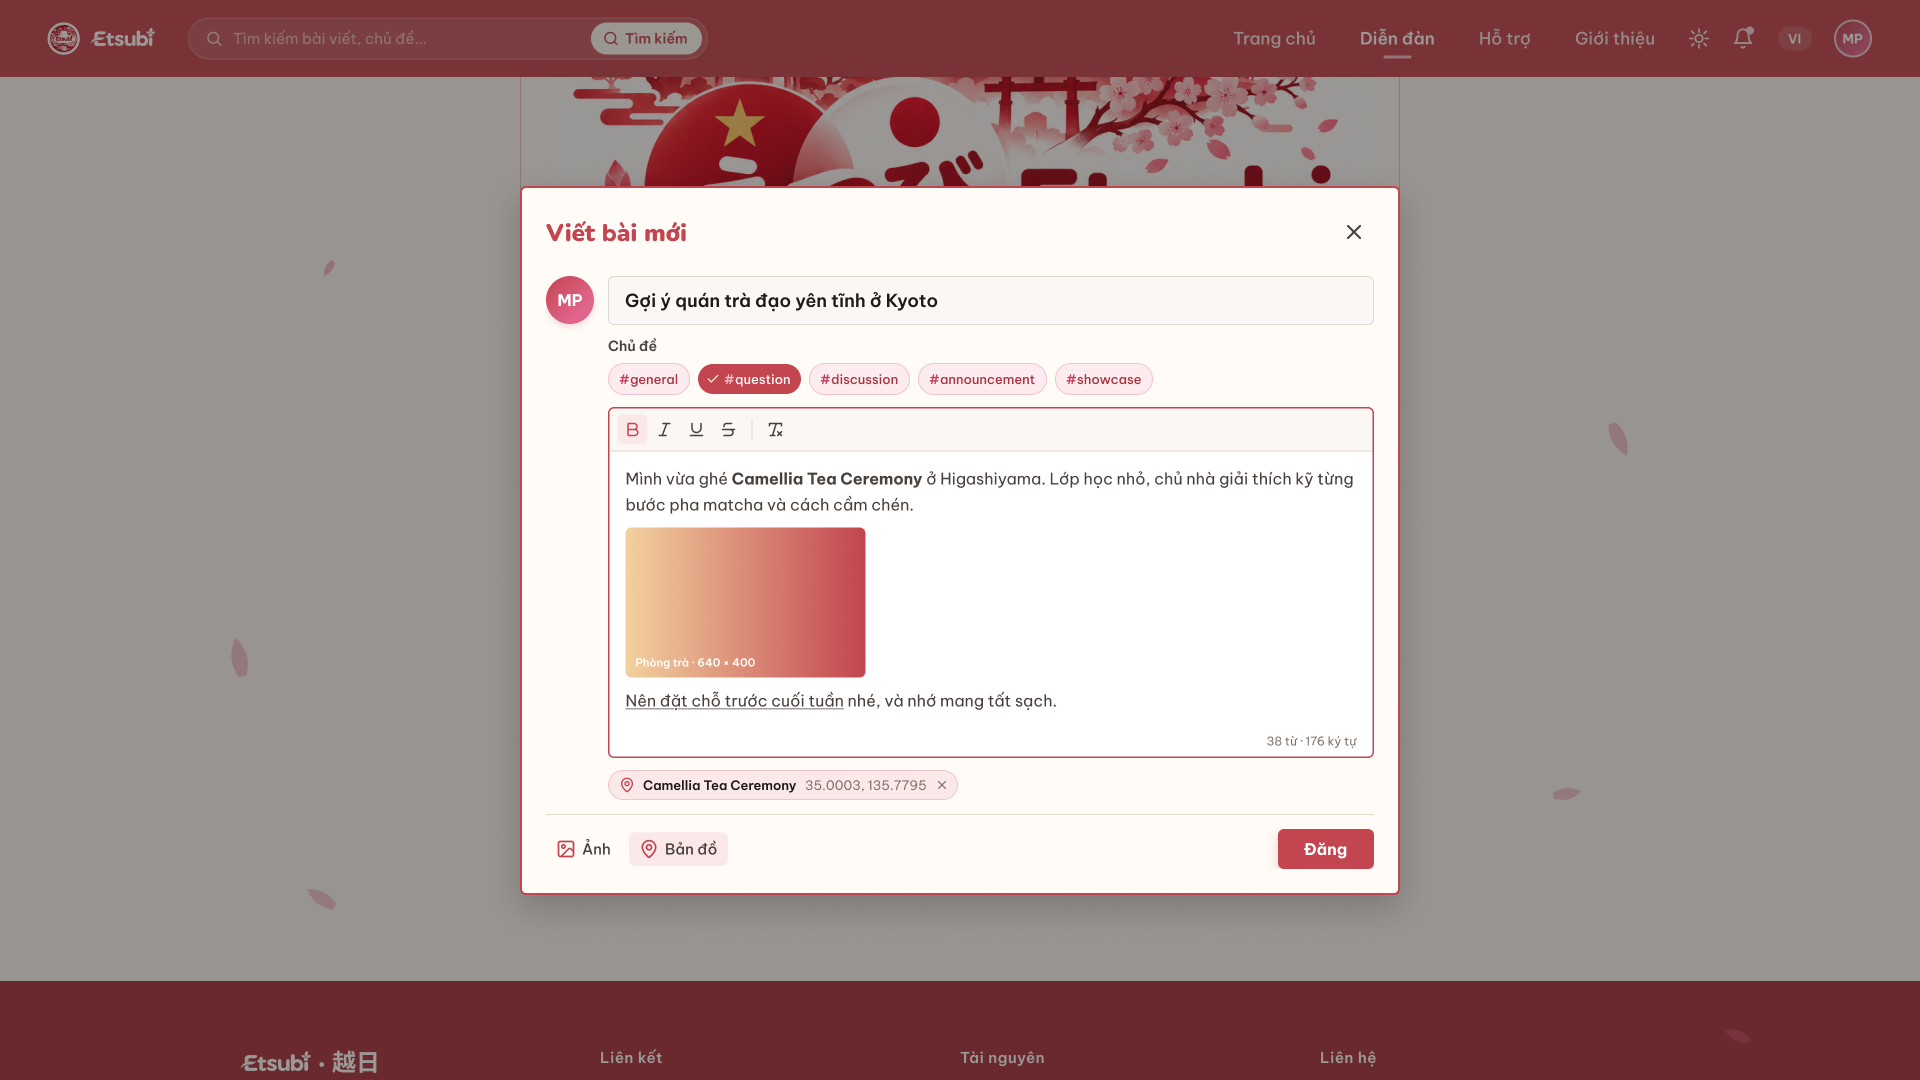 Etsubi
Tìm kiếm bài viết, chủ đề...
Tìm kiếm
Trang chủ
Diễn đàn
Hỗ trợ
Giới thiệu
VI
MP
Viết bài mới
MP
Gợi ý quán trà đạo yên tĩnh ở Kyoto
Chủ đề
#general
#question
#discussion
#announcement
#showcase
Mình vừa ghé Camellia Tea Ceremony ở Higashiyama. Lớp học nhỏ, chủ nhà giải thích kỹ từng
bước pha matcha và cách cầm chén.
Phòng trà · 640 × 400
Nên đặt chỗ trước cuối tuần nhé, và nhớ mang tất sạch.
38 từ · 176 ký tự
Camellia Tea Ceremony 35.0003, 135.7795
Ảnh
Bản đồ
Đăng
Etsubi · 越日
Liên kết
Tài nguyên
Liên hệ